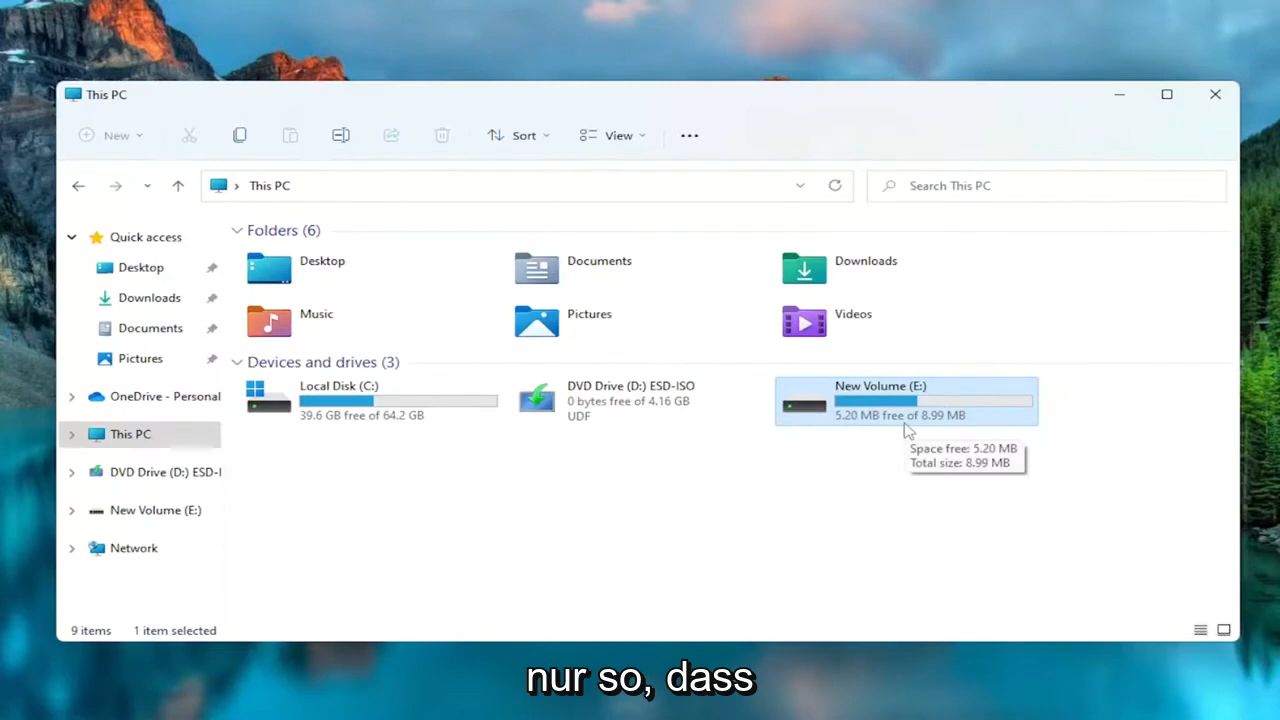 This PC
New
Sort
View
This PC
Search This PC
Quick access
Desktop
Downloads
Documents
Pictures
OneDrive - Personal
This PC
DVD Drive (D:) ESD-I
New Volume (E:)
Network
Folders (6)
Desktop
Documents
Downloads
Music
Pictures
Videos
Devices and drives (3)
Local Disk (C:)
39.6 GB free of 64.2 GB
DVD Drive (D:) ESD-ISO
0 bytes free of 4.16 GB
UDF
New Volume (E:)
5.20 MB free of 8.99 MB
Space free: 5.20 MB
Total size: 8.99 MB
9 items
1 item selected
nur so, dass